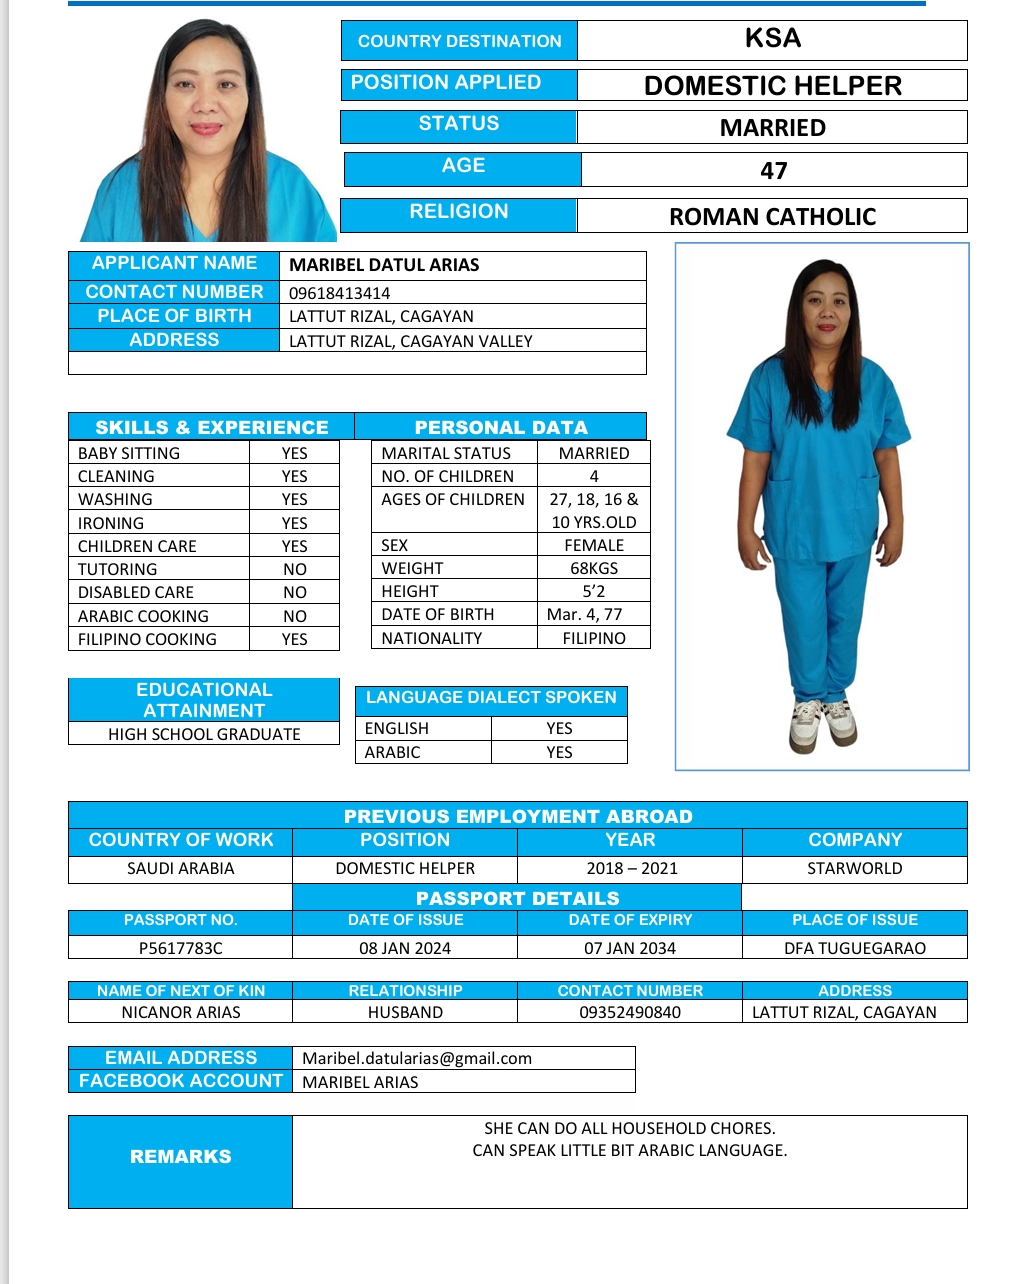 COUNTRY DESTINATION KSA
POSITION APPLIED DOMESTIC HELPER
STATUS MARRIED
AGE 47
RELIGION ROMAN CATHOLIC
APPLICANT NAME MARIBEL DATUL ARIAS
CONTACT NUMBER 09618413414
PLACE OF BIRTH LATTUT RIZAL, CAGAYAN
ADDRESS LATTUT RIZAL, CAGAYAN VALLEY
SKILLS & EXPERIENCE
BABY SITTING YES
CLEANING YES
WASHING YES
IRONING YES
CHILDREN CARE YES
TUTORING NO
DISABLED CARE NO
ARABIC COOKING NO
FILIPINO COOKING YES
PERSONAL DATA
MARITAL STATUS MARRIED
NO. OF CHILDREN 4
AGES OF CHILDREN 27, 18, 16 &
10 YRS.OLD
SEX FEMALE
WEIGHT 68KGS
HEIGHT 5’2
DATE OF BIRTH Mar. 4, 77
NATIONALITY FILIPINO
EDUCATIONAL
ATTAINMENT
HIGH SCHOOL GRADUATE
LANGUAGE DIALECT SPOKEN
ENGLISH YES
ARABIC YES
PREVIOUS EMPLOYMENT ABROAD
COUNTRY OF WORK POSITION YEAR COMPANY
SAUDI ARABIA DOMESTIC HELPER 2018 – 2021 STARWORLD
PASSPORT DETAILS
PASSPORT NO. DATE OF ISSUE DATE OF EXPIRY PLACE OF ISSUE
P5617783C 08 JAN 2024 07 JAN 2034 DFA TUGUEGARAO
NAME OF NEXT OF KIN RELATIONSHIP CONTACT NUMBER ADDRESS
NICANOR ARIAS HUSBAND 09352490840 LATTUT RIZAL, CAGAYAN
EMAIL ADDRESS Maribel.datularias@gmail.com
FACEBOOK ACCOUNT MARIBEL ARIAS
REMARKS
SHE CAN DO ALL HOUSEHOLD CHORES.
CAN SPEAK LITTLE BIT ARABIC LANGUAGE.